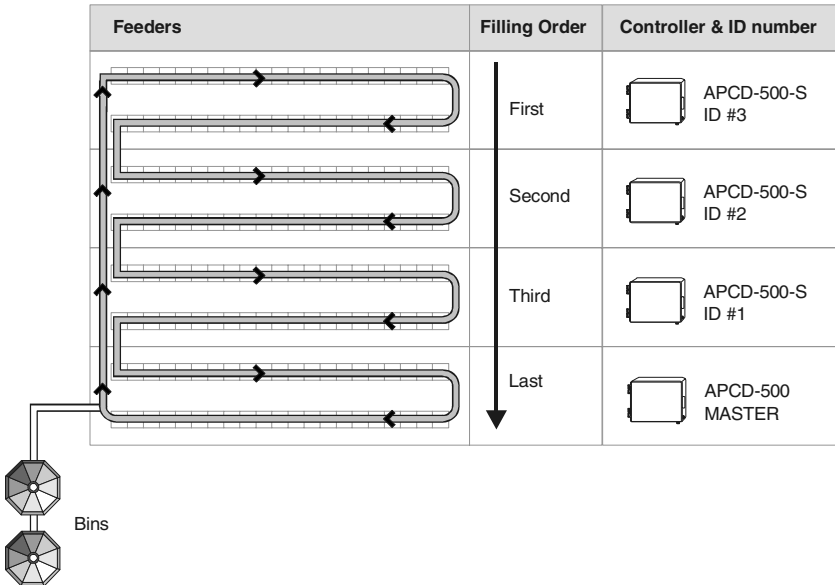 Feeders
Filling Order
Controller & ID number
First
APCD-500-S
ID #3
Second
APCD-500-S
ID #2
Third
APCD-500-S
ID #1
Last
APCD-500
MASTER
Bins